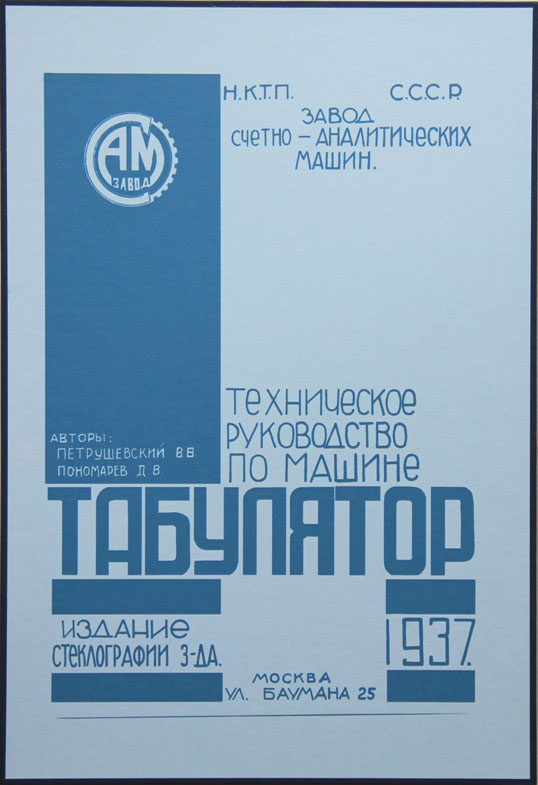 Н.К.Т.П. С.С.С.Р.
ЗАВОД
СЧЕТНО – АНАЛИТИЧЕСКИХ
МАШИН.
САМ
ЗАВОД
ТЕХНИЧЕСКОЕ
РУКОВОДСТВО
ПО МАШИНЕ
АВТОРЫ:
ПЕТРУШЕВСКИЙ В.В.
ПОНОМАРЕВ Д.В.
ТАБУЛЯТОР
ИЗДАНИЕ
СТЕКЛОГРАФИИ З-ДА.
1937.
МОСКВА
УЛ. БАУМАНА 25